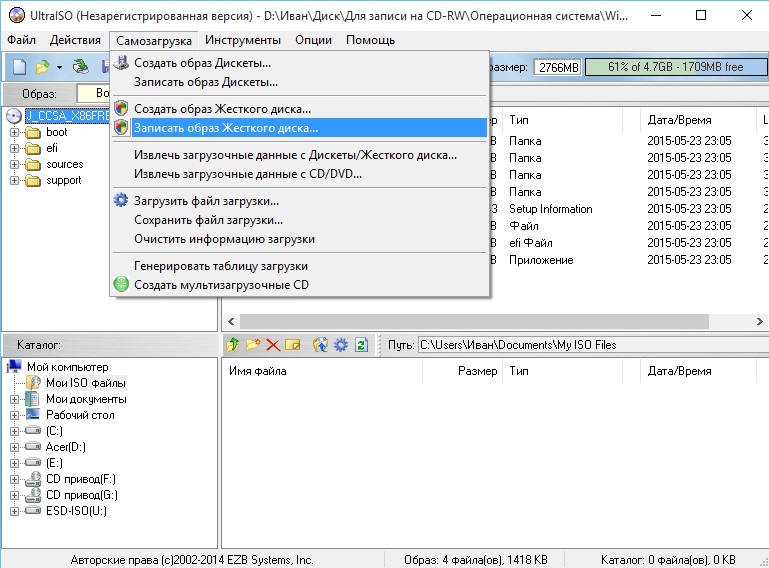 UltraISO (Незарегистрированная версия) - D:\Иван\Диск\Для записи на CD-RW\Операционная система\Wi...
Файл Действия Самозагрузка Инструменты Опции Помощь
Создать образ Дискеты...
Записать образ Дискеты...
Создать образ Жесткого диска...
Записать образ Жесткого диска...
Извлечь загрузочные данные с Дискеты/Жесткого диска...
Извлечь загрузочные данные с CD/DVD...
Загрузить файл загрузки...
Сохранить файл загрузки...
Очистить информацию загрузки
Генерировать таблицу загрузки
Создать мультизагрузочные CD
размер: 2766MB 61% of 4.7GB - 1709MB free
Образ: Во
J_CCSA_X86FRE
boot
efi
sources
support
Тип Дата/Время
Папка 2015-05-23 23:05
Папка 2015-05-23 23:05
Папка 2015-05-23 23:05
Папка 2015-05-23 23:05
Setup Information 2015-05-23 23:05
Файл 2015-05-23 23:05
efi Файл 2015-05-23 23:05
Приложение 2015-05-23 23:05
Каталог:
Путь: C:\Users\Иван\Documents\My ISO Files
Мой компьютер
Мои ISO файлы
Мои документы
Рабочий стол
(C:)
Acer(D:)
(E:)
CD привод(F:)
CD привод(G:)
ESD-ISO(U:)
Имя файла Размер Тип Дата/Время
Авторские права (c)2002-2014 EZB Systems, Inc. Образ: 4 файла(ов), 1418 KB Каталог: 0 файла(ов), 0 KB